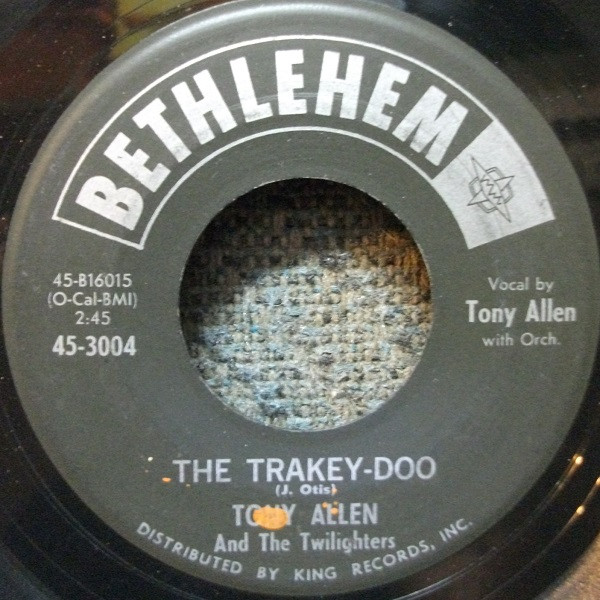 BETHLEHEM
45-B16015
(O-Cal-BMI)
2:45
45-3004
Vocal by
Tony Allen
with Orch.
THE TRAKEY-DOO
(J. Otis)
TONY ALLEN
And The Twilighters
DISTRIBUTED BY KING RECORDS, INC.